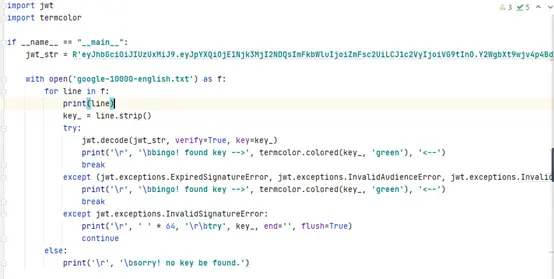 import jwt
import termcolor
3 5
if __name__ == "__main__":
jwt_str = R'eyJhbGciOiJIUzUxMiJ9.eyJpYXQiOjE1Njk3MjI2NDQsImFkbWluIjoiZmFsc2UiLCJ1c2VyIjoiVG9tIn0.Y2WgbXt9wjv4p4Bd
with open('google-10000-english.txt') as f:
for line in f:
print(line)
key_ = line.strip()
try:
jwt.decode(jwt_str, verify=True, key=key_)
print('\r', '\bbingo! found key -->', termcolor.colored(key_, 'green'), '<--')
break
except (jwt.exceptions.ExpiredSignatureError, jwt.exceptions.InvalidAudienceError, jwt.exceptions.Invalid
print('\r', '\bbingo! found key -->', termcolor.colored(key_, 'green'), '<--')
break
except jwt.exceptions.InvalidSignatureError:
print('\r', ' ' * 64, '\r\btry', key_, end='', flush=True)
continue
else:
print('\r', '\bsorry! no key be found.')